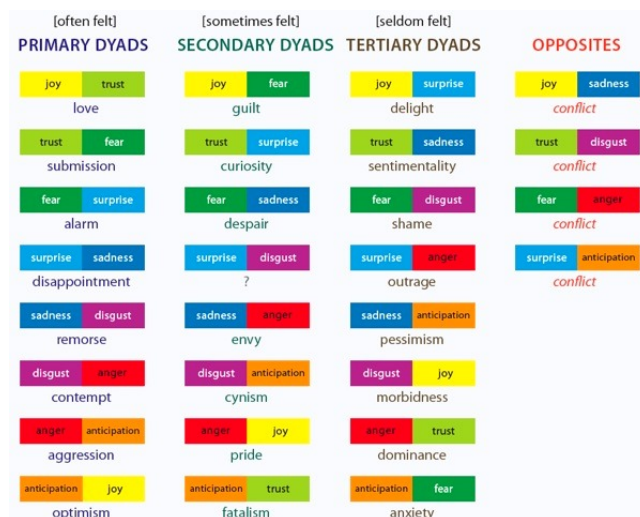 [often felt] [sometimes felt] [seldom felt]
PRIMARY DYADS SECONDARY DYADS TERTIARY DYADS OPPOSITES
joy trust joy fear joy surprise joy sadness
love guilt delight conflict
trust fear trust surprise trust sadness trust disgust
submission curiosity sentimentality conflict
fear surprise fear sadness fear disgust fear anger
alarm despair shame conflict
surprise sadness surprise disgust surprise anger surprise anticipation
disappointment ? outrage conflict
sadness disgust sadness anger sadness anticipation
remorse envy pessimism
disgust anger disgust anticipation disgust joy
contempt cynism morbidness
anger anticipation anger joy anger trust
aggression pride dominance
anticipation joy anticipation trust anticipation fear
optimism fatalism anxiety